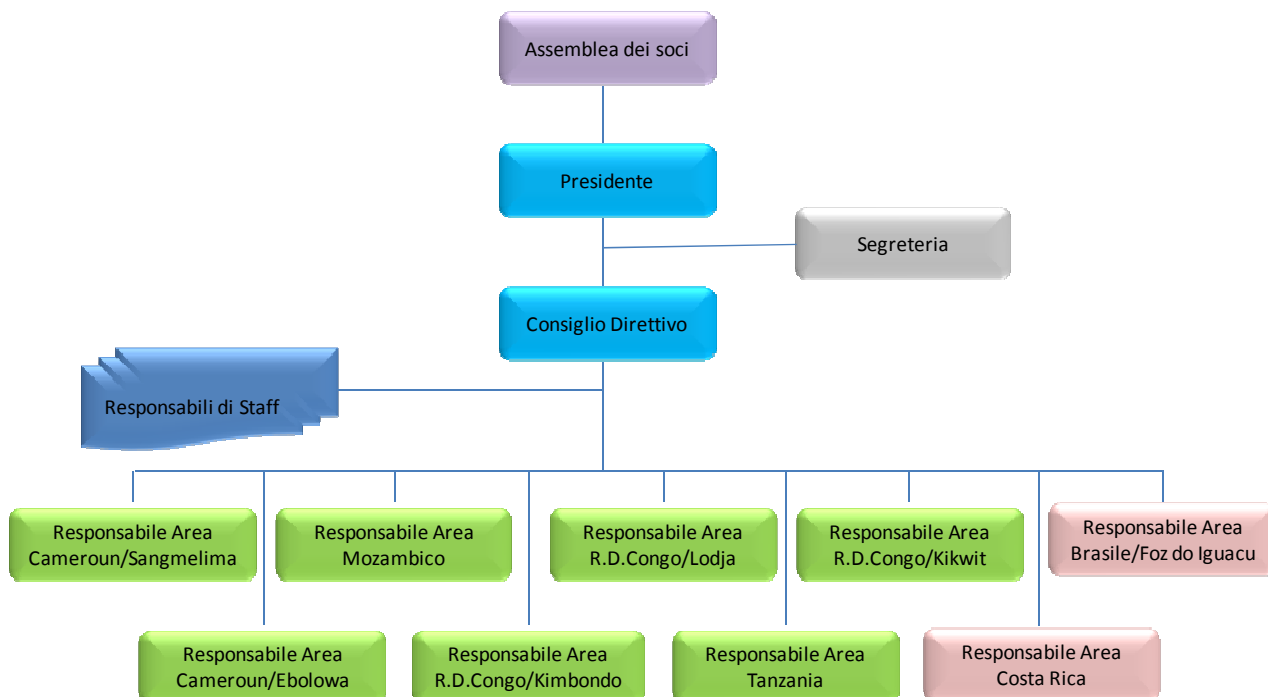 Assemblea dei soci
Presidente
Segreteria
Consiglio Direttivo
Responsabili di Staff
Responsabile Area
Cameroun/Sangmelima
Responsabile Area
Mozambico
Responsabile Area
R.D.Congo/Lodja
Responsabile Area
R.D.Congo/Kikwit
Responsabile Area
Brasile/Foz do Iguacu
Responsabile Area
Cameroun/Ebolowa
Responsabile Area
R.D.Congo/Kimbondo
Responsabile Area
Tanzania
Responsabile Area
Costa Rica